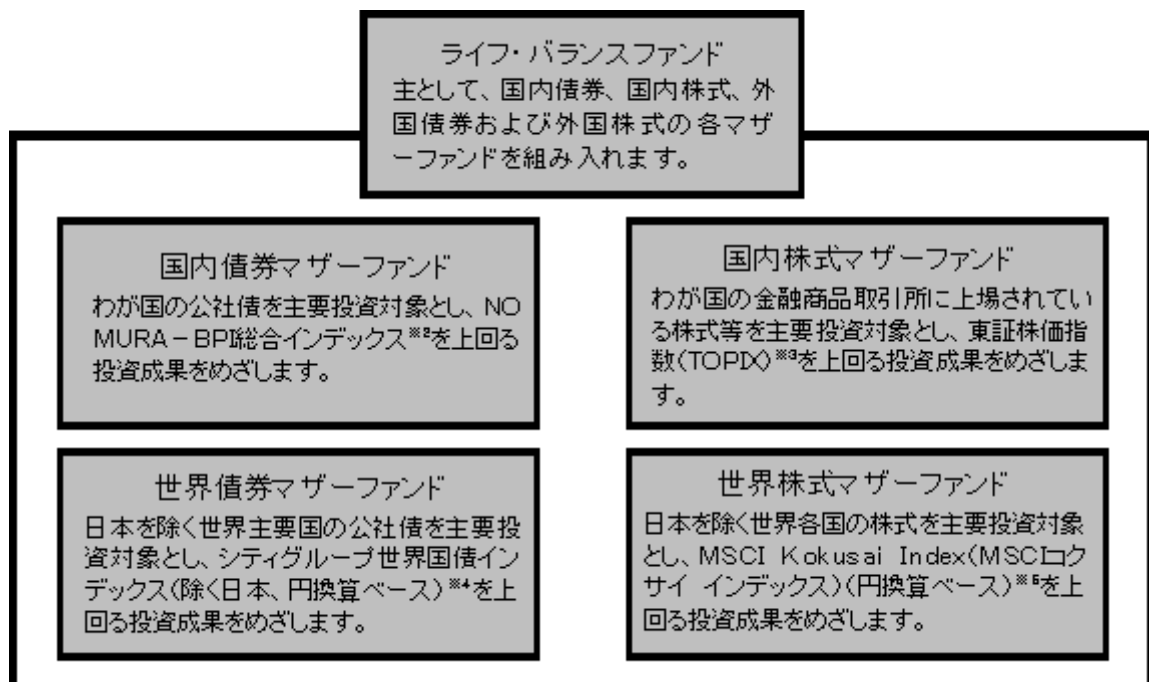 ライフ・バランスファンド
主として、国内債券、国内株式、外
国債券および外国株式の各マザ
ーファンドを組み入れます。
国内債券マザーファンド
わが国の公社債を主要投資対象とし、NO
MURA－BPI総合インデックス※2を上回る
投資成果をめざします。
国内株式マザーファンド
わが国の金融商品取引所に上場されてい
る株式等を主要投資対象とし、東証株価指
数(TOPIX)※3を上回る投資成果をめざしま
す。
世界債券マザーファンド
日本を除く世界主要国の公社債を主要投
資対象とし、シティグループ世界国債イン
デックス(除く日本、円換算ベース)※4を上
回る投資成果をめざします。
世界株式マザーファンド
日本を除く世界各国の株式を主要投資対象
とし、MSCI Kokusai Index(MSCIコク
サイ インデックス)(円換算ベース)※5を上
回る投資成果をめざします。